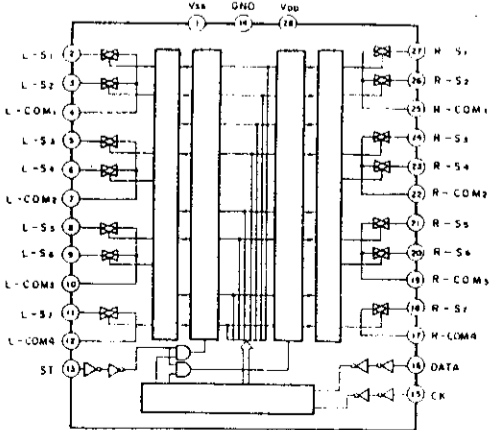 Vss GND VDD
1 14 28
L-S1 2
L-S2 3
L-COM1 4
L-S3 5
L-S4 6
L-COM2 7
L-S5 8
L-S6 9
L-COM3 10
L-S7 11
L-COM4 12
ST 13
27 R-S1
26 R-S2
25 R-COM1
24 R-S3
23 R-S4
22 R-COM2
21 R-S5
20 R-S6
19 R-COM3
18 R-S7
17 R-COM4
16 DATA
15 CK